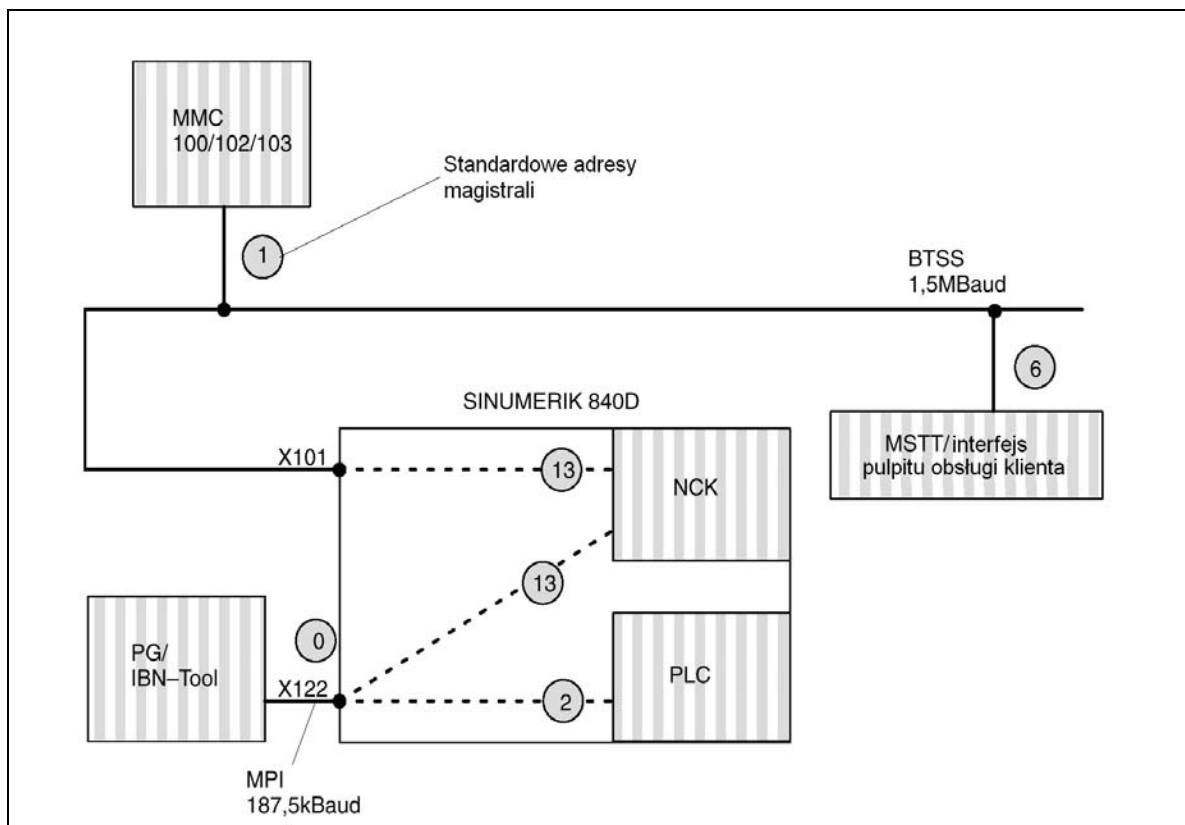 MMC
100/102/103
Standardowe adresy
magistrali
1
BTSS
1,5MBaud
6
SINUMERIK 840D
MSTT/interfejs
pulpitu obsługi klienta
X101
13
NCK
13
PG/
IBN–Tool
0
X122
2
PLC
MPI
187,5kBaud